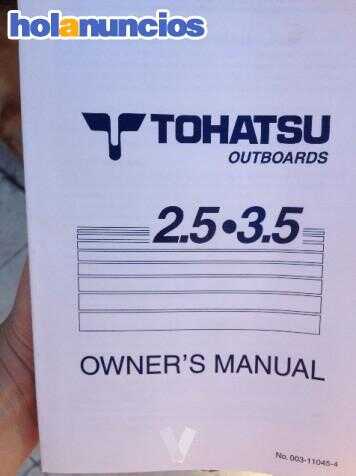 holanuncios
TOHATSU
OUTBOARDS
2.5•3.5
OWNER'S MANUAL
No. 003-11045-4